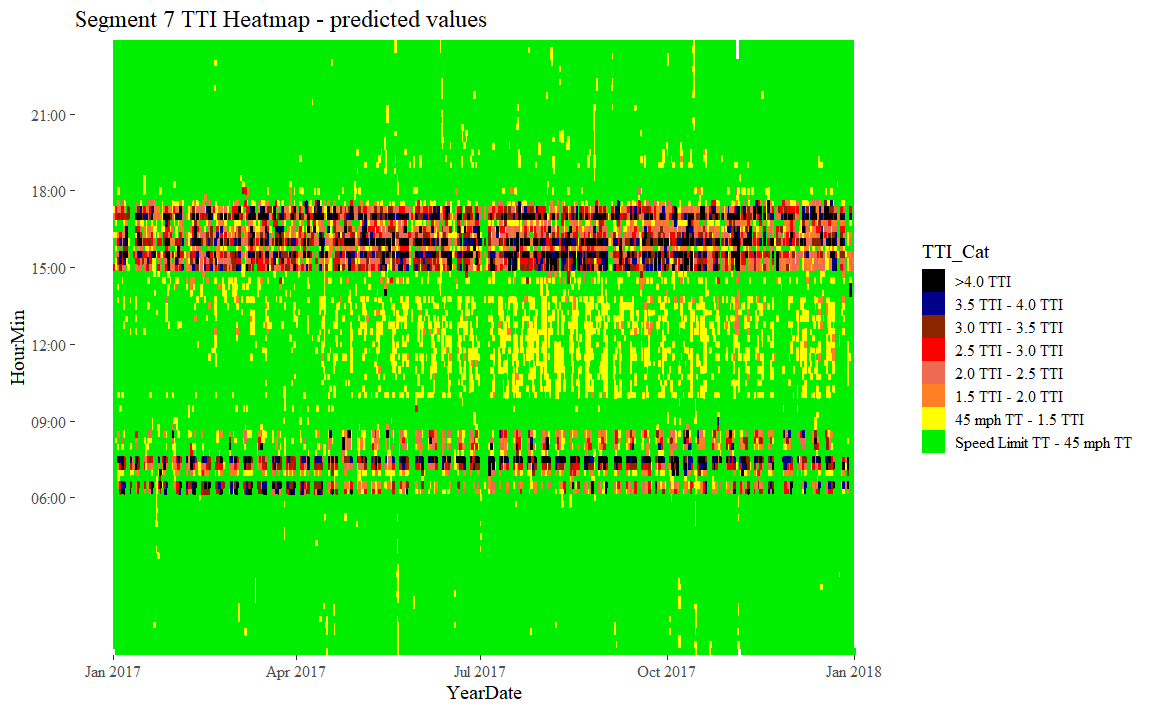 Segment 7 TTI Heatmap - predicted values
HourMin
21:00
18:00
15:00
12:00
09:00
06:00
Jan 2017
Apr 2017
Jul 2017
Oct 2017
Jan 2018
YearDate
TTI_Cat
>4.0 TTI
3.5 TTI - 4.0 TTI
3.0 TTI - 3.5 TTI
2.5 TTI - 3.0 TTI
2.0 TTI - 2.5 TTI
1.5 TTI - 2.0 TTI
45 mph TT - 1.5 TTI
Speed Limit TT - 45 mph TT